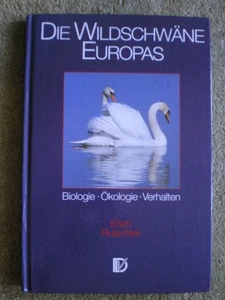 DIE WILDSCHWÄNE
EUROPAS
Biologie · Ökologie · Verhalten
Erich
Rutschke